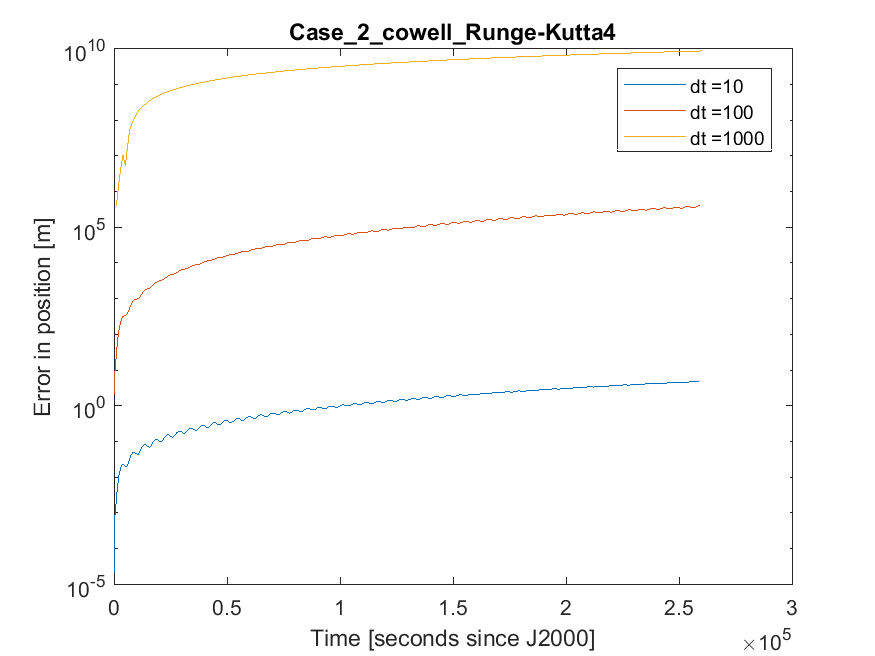 Case_2_cowell_Runge-Kutta4
10^10
10^5
10^0
10^-5
Error in position [m]
dt =10
dt =100
dt =1000
0 0.5 1 1.5 2 2.5 3
Time [seconds since J2000]
×10^5